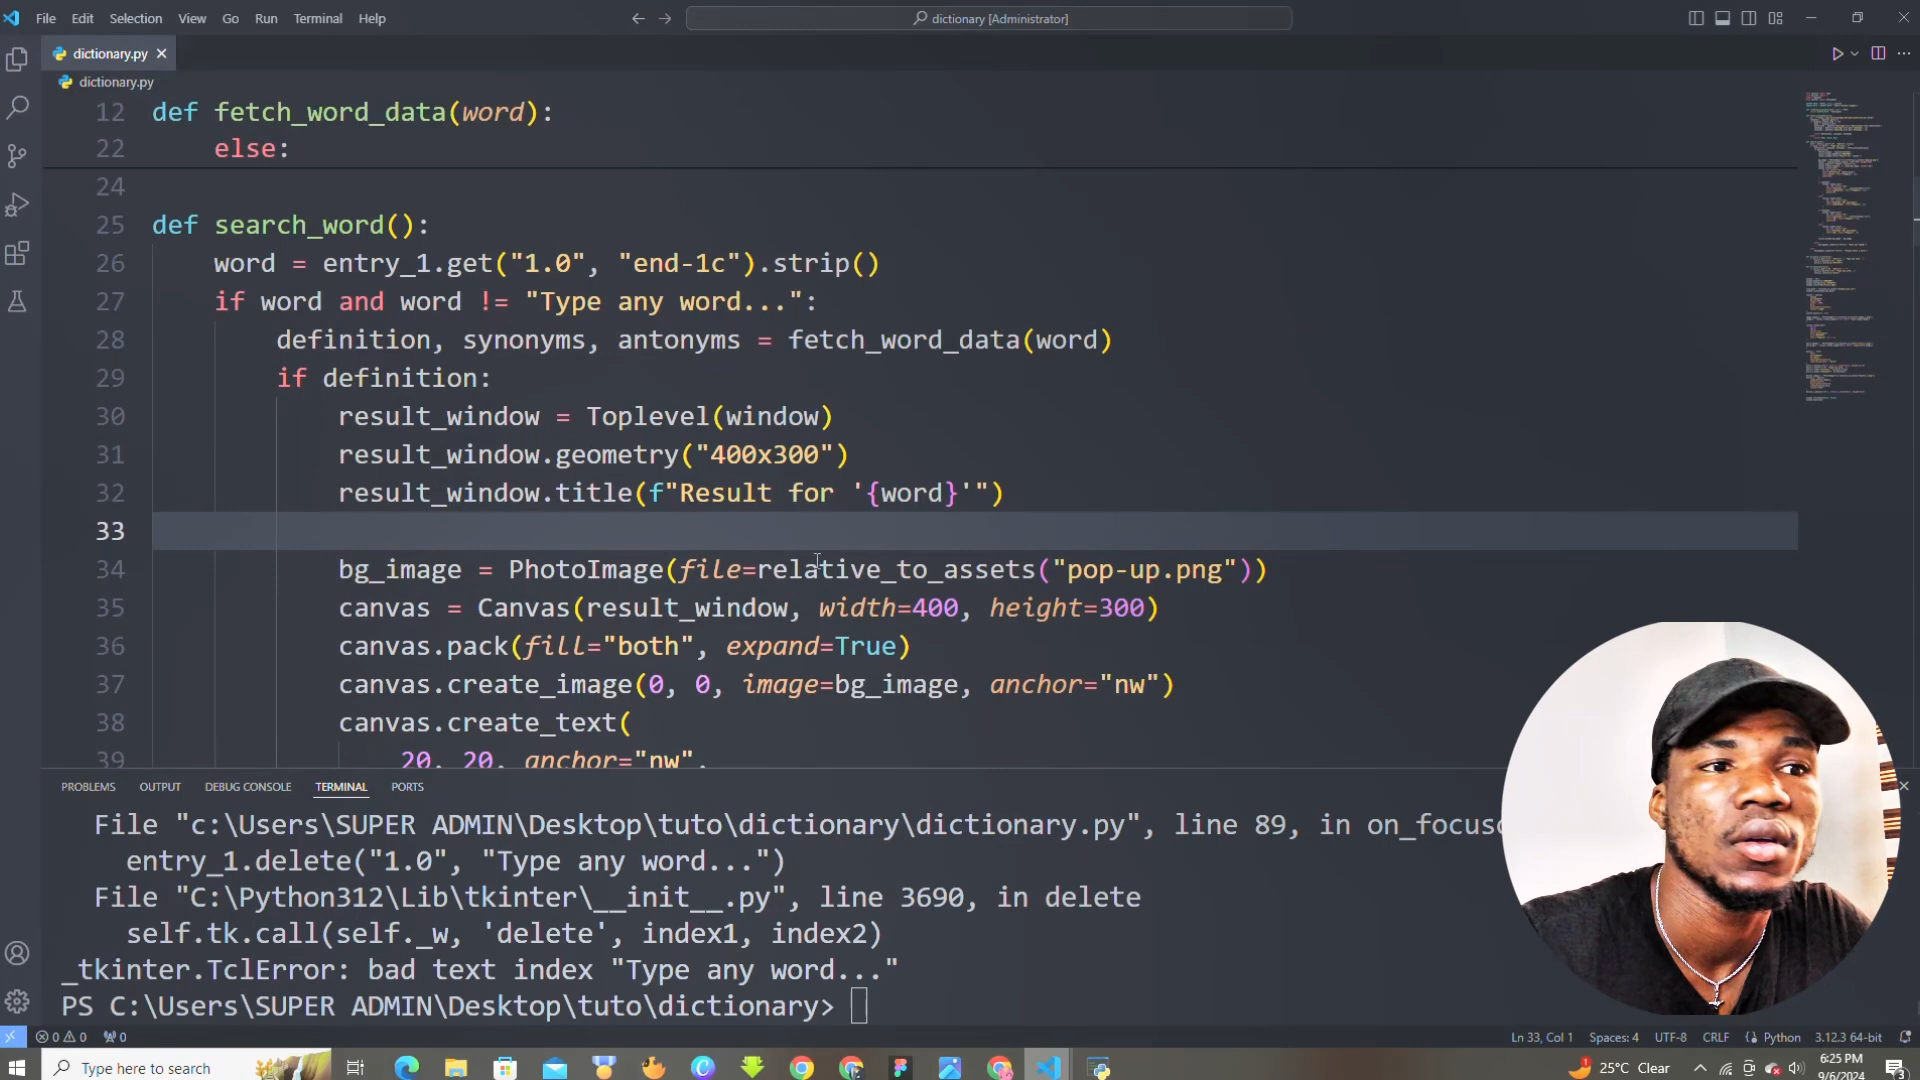 File Edit Selection View Go Run Terminal Help
dictionary [Administrator]
dictionary.py
dictionary.py
12 def fetch_word_data(word):
22 else:
24
25 def search_word():
26 word = entry_1.get("1.0", "end-1c").strip()
27 if word and word != "Type any word...":
28 definition, synonyms, antonyms = fetch_word_data(word)
29 if definition:
30 result_window = Toplevel(window)
31 result_window.geometry("400x300")
32 result_window.title(f"Result for '{word}'")
33
34 bg_image = PhotoImage(file=relative_to_assets("pop-up.png"))
35 canvas = Canvas(result_window, width=400, height=300)
36 canvas.pack(fill="both", expand=True)
37 canvas.create_image(0, 0, image=bg_image, anchor="nw")
38 canvas.create_text(
39 20, 20, anchor="nw",
PROBLEMS OUTPUT DEBUG CONSOLE TERMINAL PORTS
File "c:\Users\SUPER ADMIN\Desktop\tuto\dictionary\dictionary.py", line 89, in on_focus
entry_1.delete("1.0", "Type any word...")
File "C:\Python312\Lib\tkinter\__init__.py", line 3690, in delete
self.tk.call(self._w, 'delete', index1, index2)
_tkinter.TclError: bad text index "Type any word..."
PS C:\Users\SUPER ADMIN\Desktop\tuto\dictionary>
0 0 0 Ln 33, Col 1 Spaces: 4 UTF-8 CRLF Python 3.12.3 64-bit
Type here to search 25°C Clear 6:25 PM
9/6/2024 3